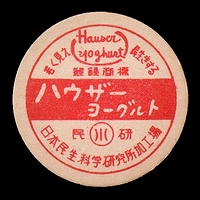 Hauser
Yoghurt
若く見え
長生きする
登録商標
ハウザー
ヨーグルト
民 川 研
日本民生科学研究所加工場